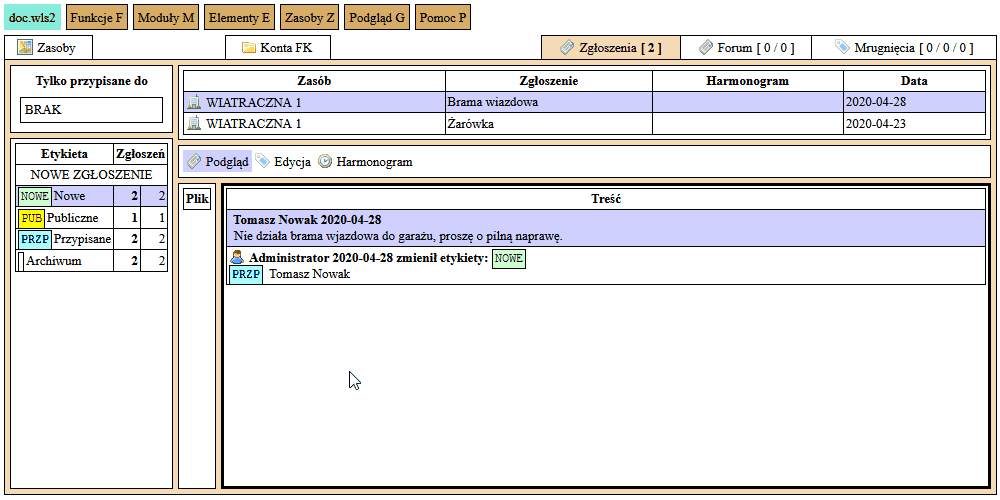 doc.wls2 Funkcje F Moduły M Elementy E Zasoby Z Podgląd G Pomoc P
Zasoby Konta FK Zgłoszenia [ 2 ] Forum [ 0 / 0 ] Mrugnięcia [ 0 / 0 / 0 ]
Tylko przypisane do
BRAK
Etykieta Zgłoszeń
NOWE ZGŁOSZENIE
NOWE Nowe 2 2
PUB Publiczne 1 1
PRZP Przypisane 2 2
Archiwum 2 2
Zasób Zgłoszenie Harmonogram Data
WIATRACZNA 1 Brama wiazdowa 2020-04-28
WIATRACZNA 1 Żarówka 2020-04-23
Podgląd Edycja Harmonogram
Plik
Treść
Tomasz Nowak 2020-04-28
Nie działa brama wjazdowa do garażu, proszę o pilną naprawę.
Administrator 2020-04-28 zmienił etykiety: NOWE
PRZP Tomasz Nowak